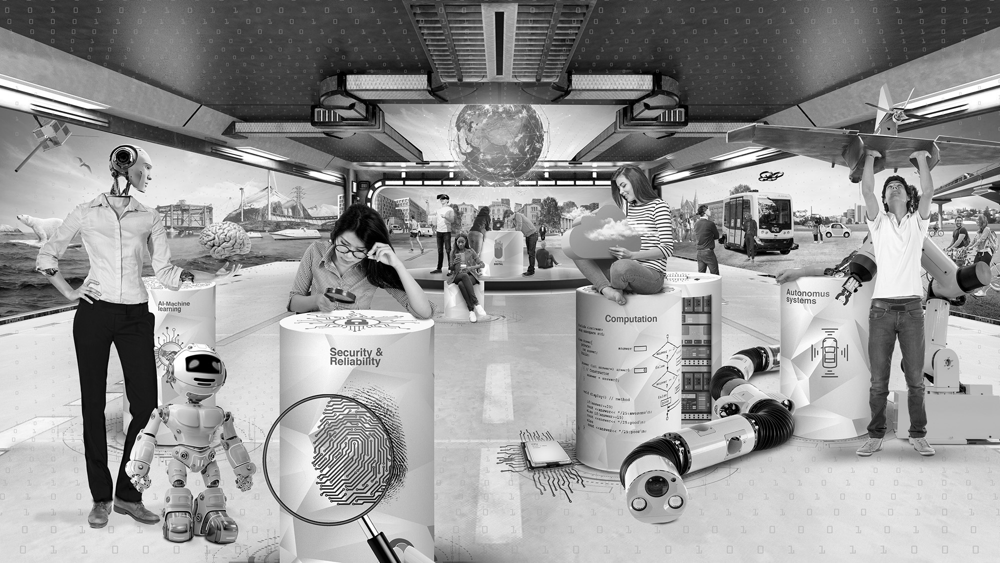 AI-Machine
learning
Security &
Reliability
NTNU
DIGITAL
Computation
#include <iostream>
using namespace std;
class Answer{
private:
int answer;
Public:
Answer (int answer=) answer0
{ // Constructor
answer = answer0;
}
void display() // method
if(answer>=20)
cout <<answer<< "/25:awesome\n;
else if(answer>=15)
cout <<answer<< "/25:good\n;
else
cout <<answer<< "/25:poor\n;
} }
answer
answer >= 20
?
false
answer >= 15
?
false
poor
CPU
Autonomus
systems